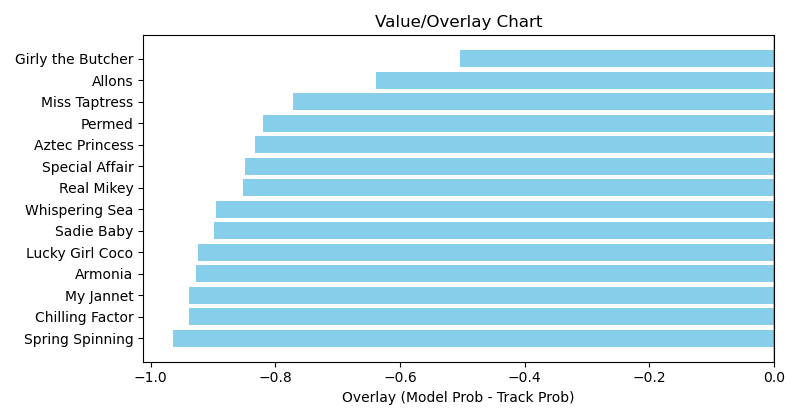 Value/Overlay Chart
Girly the Butcher
Allons
Miss Taptress
Permed
Aztec Princess
Special Affair
Real Mikey
Whispering Sea
Sadie Baby
Lucky Girl Coco
Armonia
My Jannet
Chilling Factor
Spring Spinning
−1.0 −0.8 −0.6 −0.4 −0.2 0.0
Overlay (Model Prob - Track Prob)